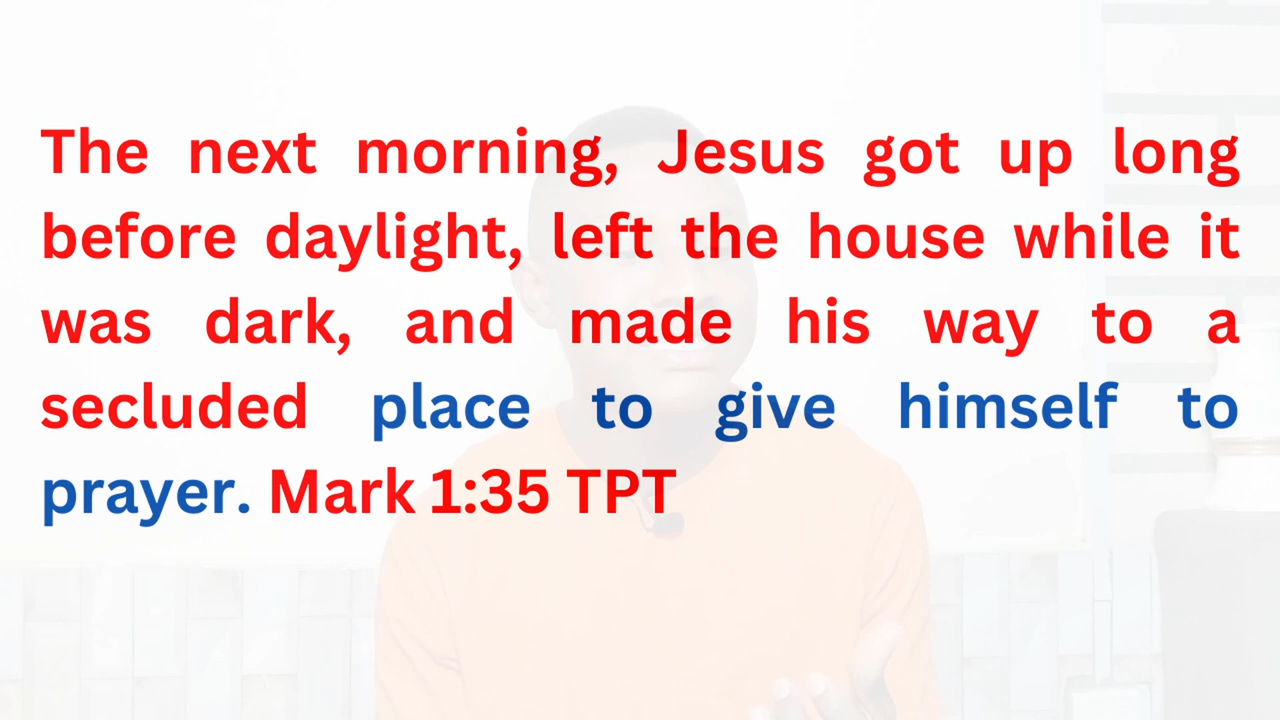 The next morning, Jesus got up long
before daylight, left the house while it
was dark, and made his way to a
secluded place to give himself to
prayer. Mark 1:35 TPT